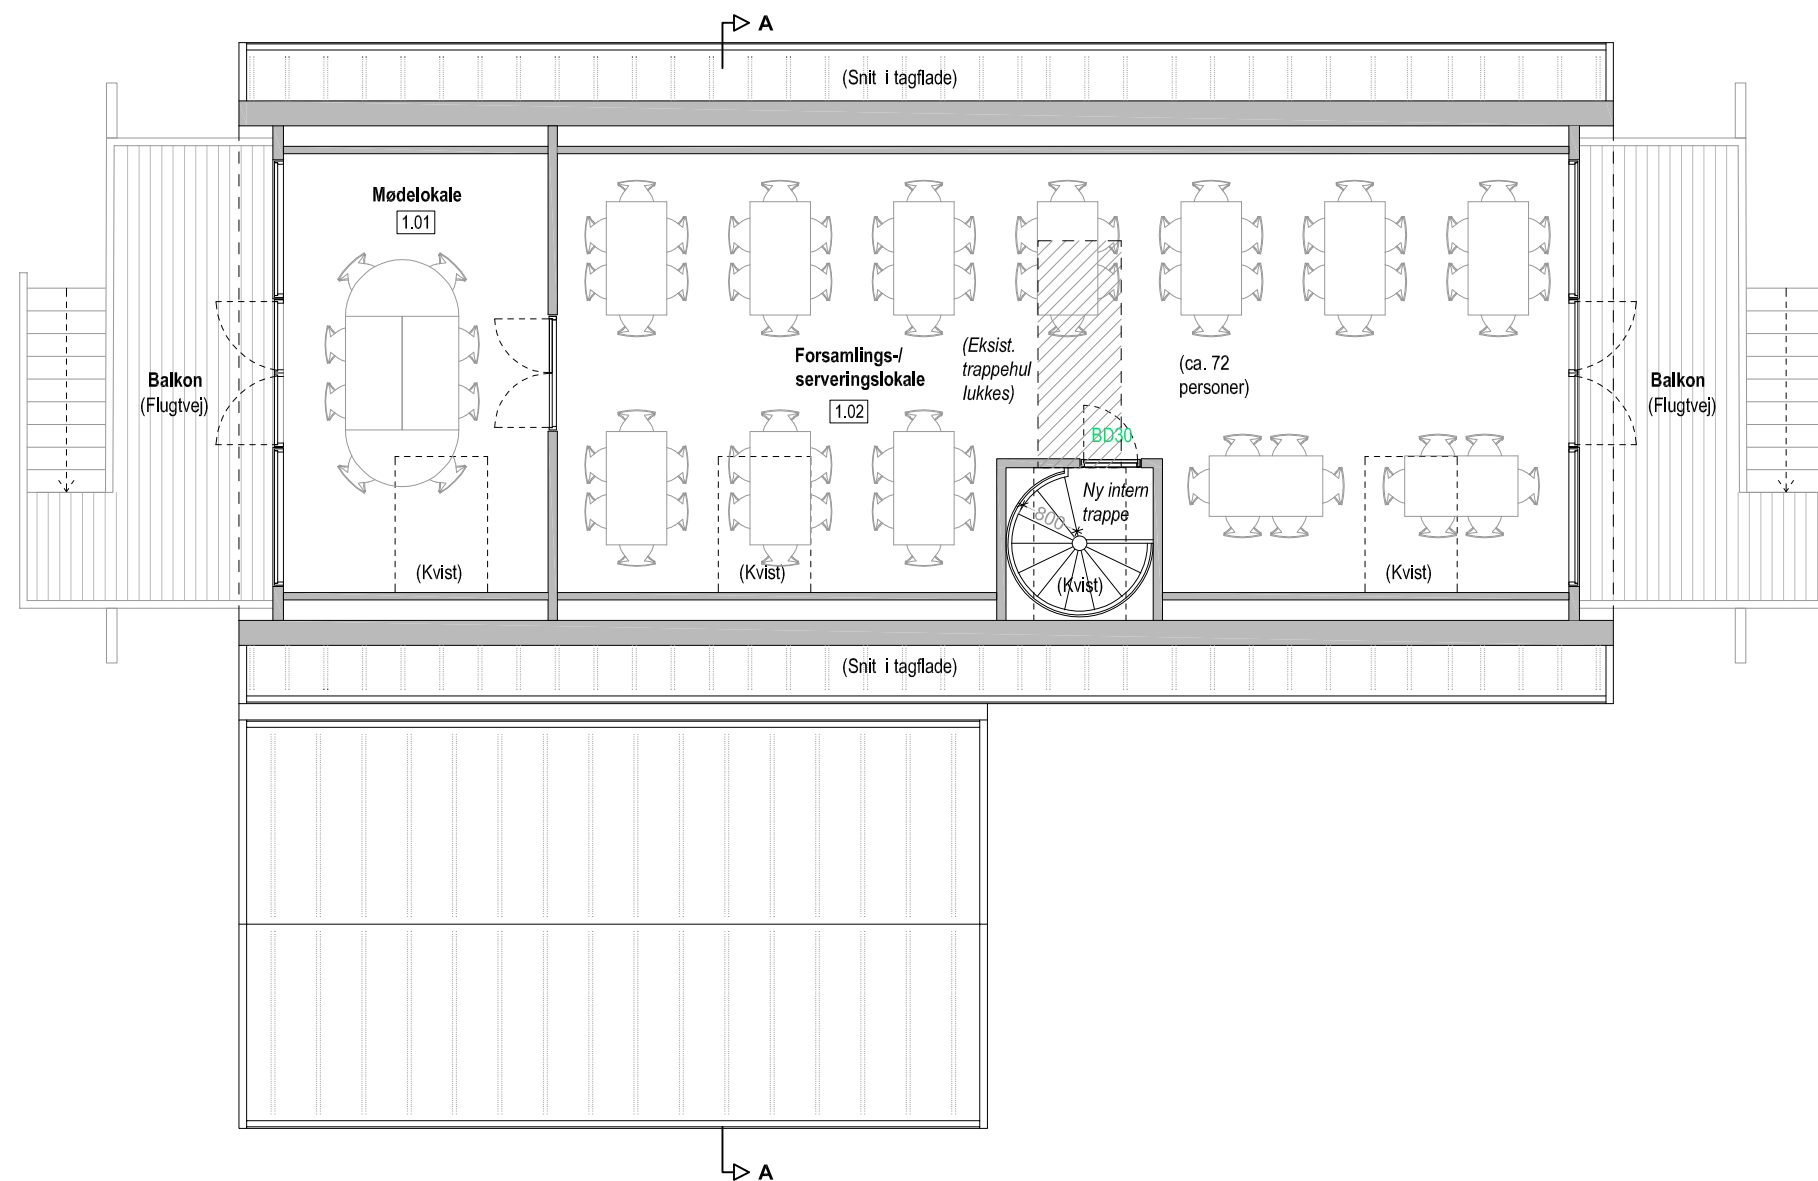 A
(Snit i tagflade)
Mødelokale
1.01
Forsamlings-/
serveringslokale
1.02
(Eksist.
trappehul
lukkes)
(ca. 72
personer)
Balkon
(Flugtvej)
Balkon
(Flugtvej)
BD30
Ny intern
trappe
800
(Kvist)
(Kvist)
(Kvist)
(Kvist)
(Snit i tagflade)
A